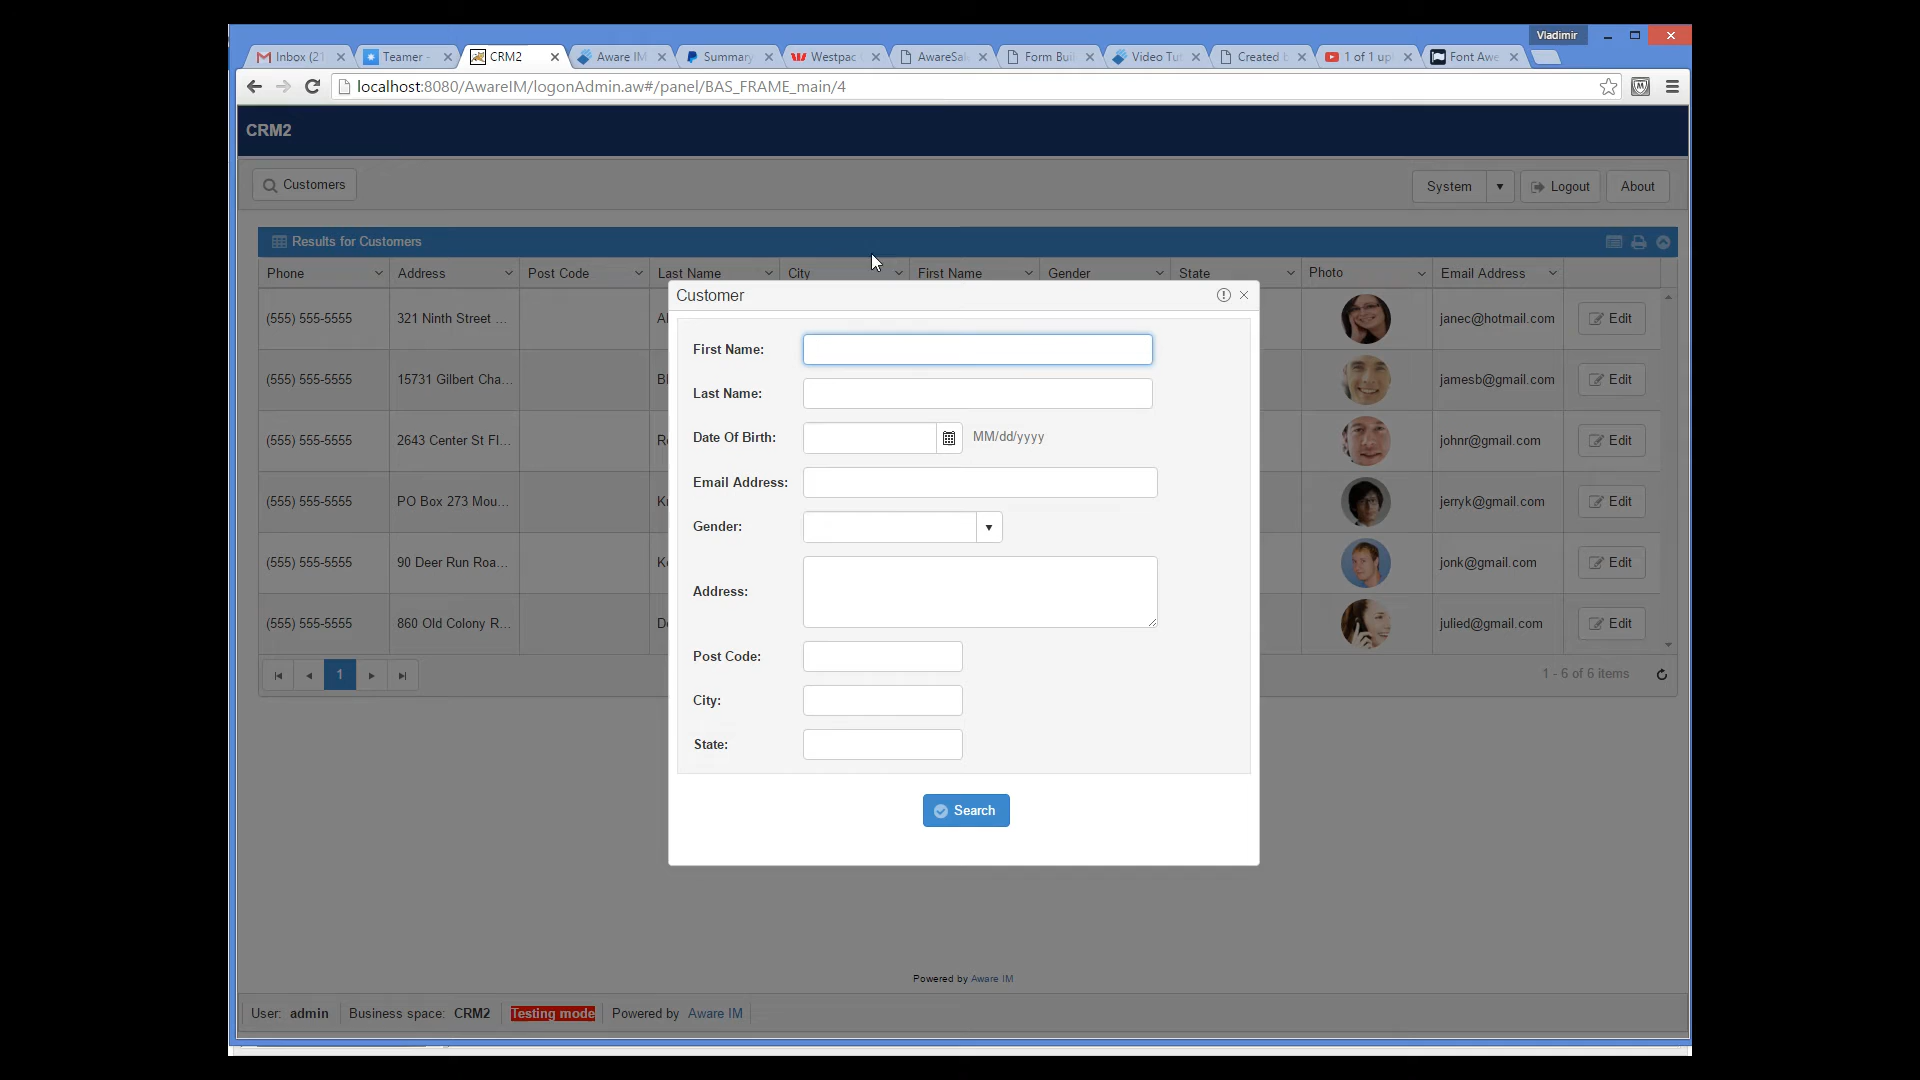 Vladimir
Inbox (21 Teamer - CRM2 Aware IM Summary Westpac AwareSal Form Buil Video Tut Created b 1 of 1 upl Font Awe
localhost:8080/AwareIM/logonAdmin.aw#/panel/BAS_FRAME_main/4
CRM2
Customers System Logout About
Results for Customers
Phone Address Post Code Last Name City First Name Gender State Photo Email Address
Customer
(555) 555-5555 321 Ninth Street ... janec@hotmail.com Edit
First Name:
(555) 555-5555 15731 Gilbert Cha... jamesb@gmail.com Edit
Last Name:
Date Of Birth: MM/dd/yyyy
(555) 555-5555 2643 Center St Fl... johnr@gmail.com Edit
Email Address:
(555) 555-5555 PO Box 273 Mou... jerryk@gmail.com Edit
Gender:
(555) 555-5555 90 Deer Run Roa... jonk@gmail.com Edit
Address:
(555) 555-5555 860 Old Colony R... julied@gmail.com Edit
Post Code:
1 1 - 6 of 6 items
City:
State:
Search
Powered by Aware IM
User: admin Business space: CRM2 Testing mode Powered by Aware IM